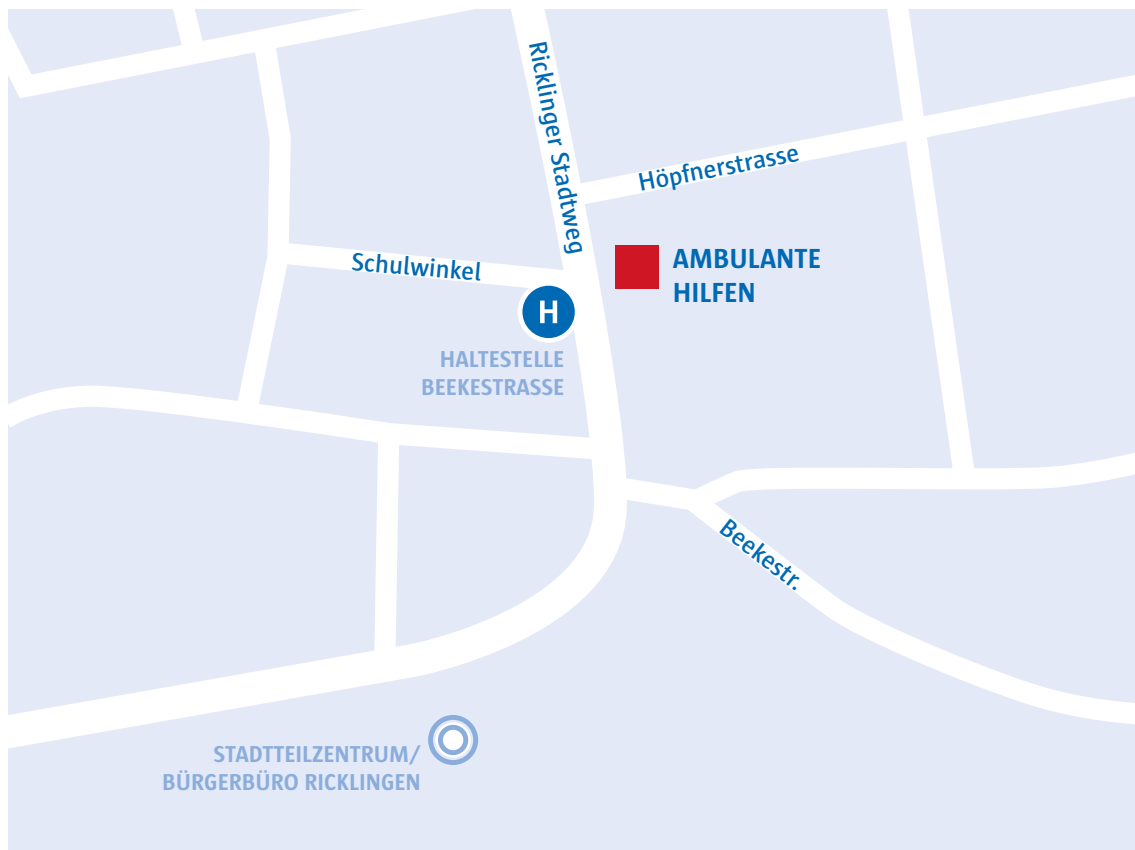 Ricklinger Stadtweg
Höpfnerstrasse
Schulwinkel
AMBULANTE
HILFEN
H
HALTESTELLE
BEEKESTRASSE
Beekestr.
STADTTEILZENTRUM/
BÜRGERBÜRO RICKLINGEN